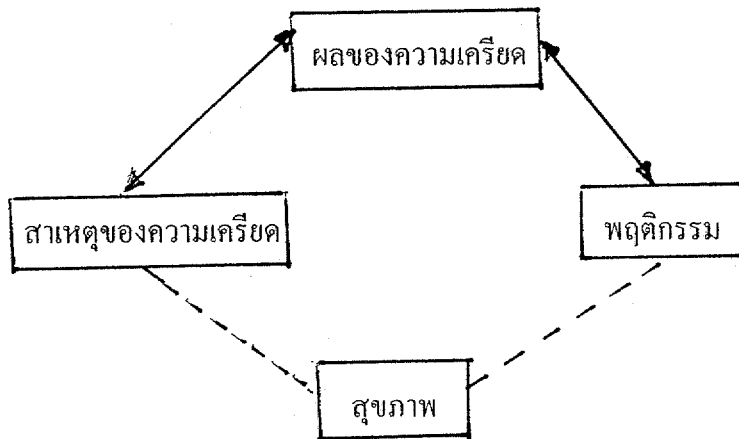 ผลของความเครียด
สาเหตุของความเครียด
พฤติกรรม
สุขภาพ